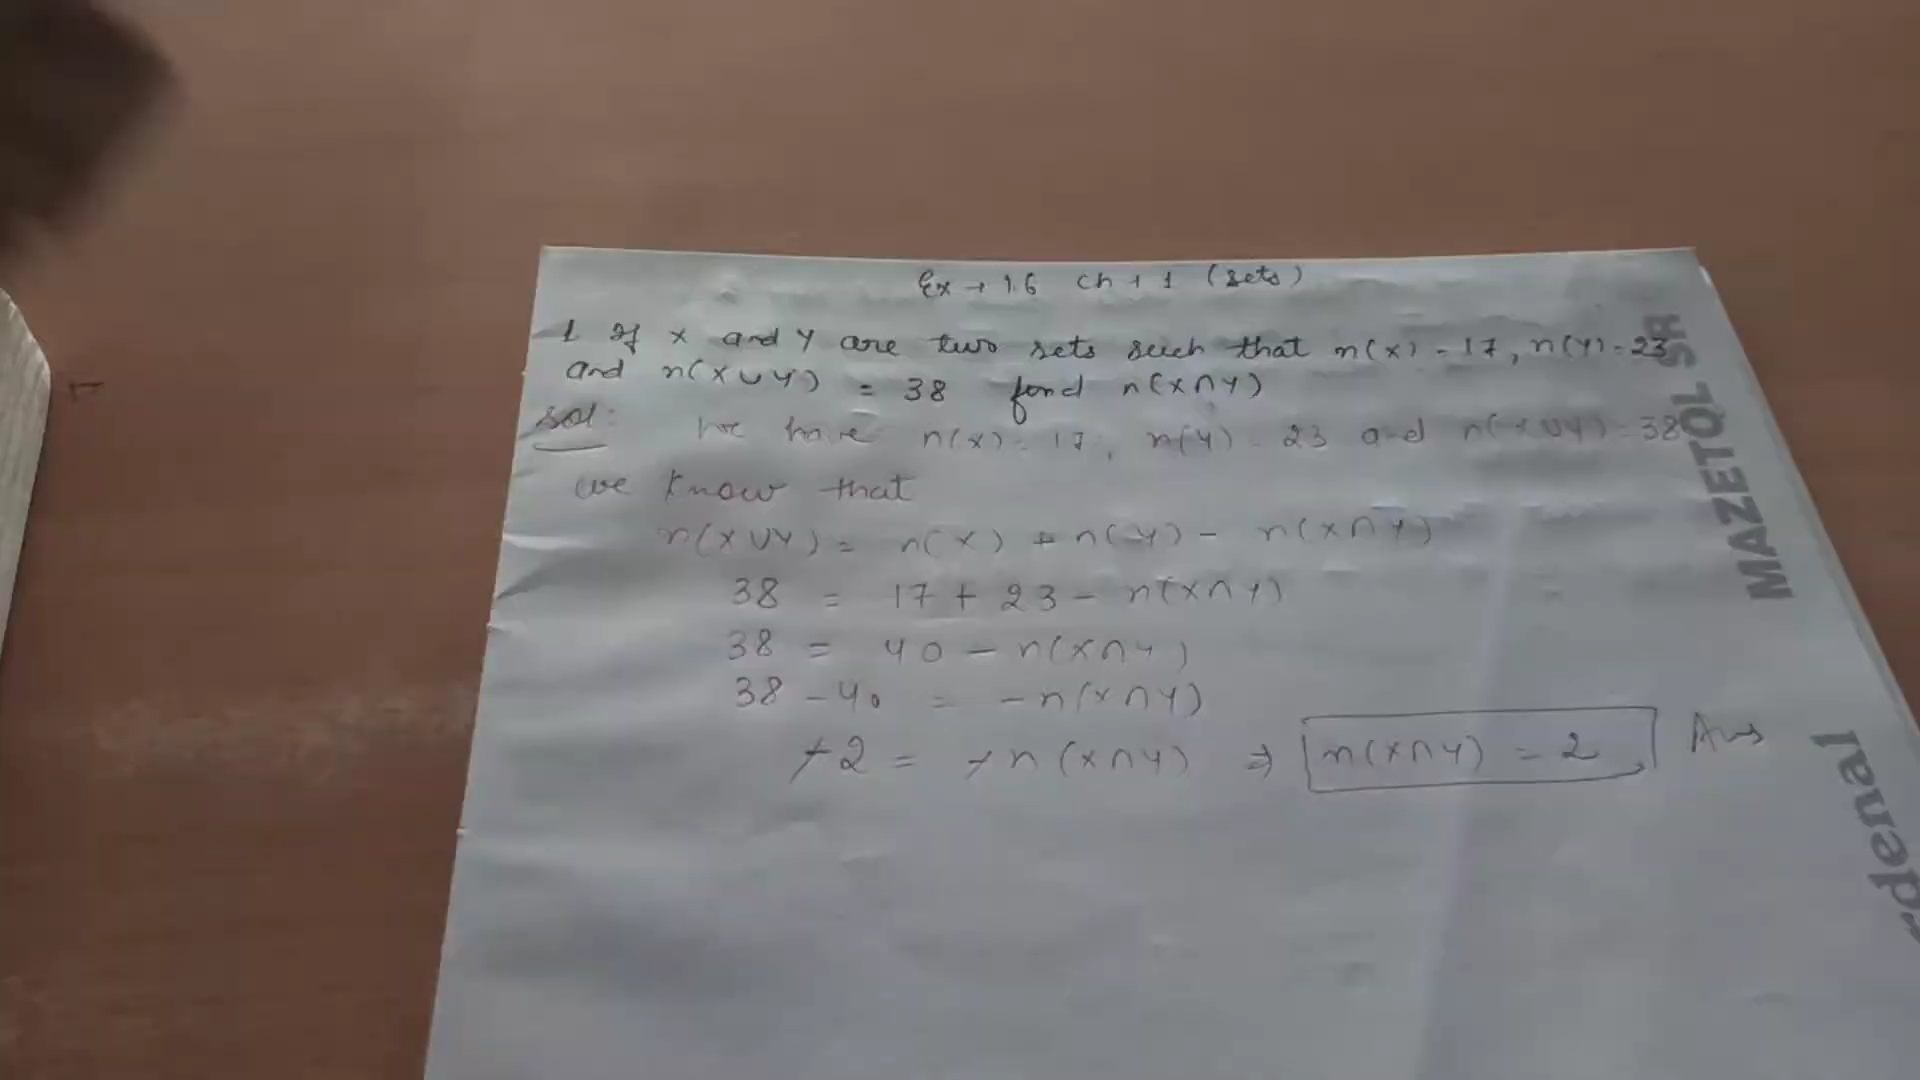 Ex → 1.6 Ch → 1 (sets)
1 If X and Y are two sets such that n(X) = 17, n(Y) = 23
and n(X∪Y) = 38 find n(X∩Y)
Sol: We have n(X) = 17, n(Y) = 23 and n(X∪Y) = 38
we know that
n(X∪Y) = n(X) + n(Y) - n(X∩Y)
38 = 17 + 23 - n(X∩Y)
38 = 40 - n(X∩Y)
38 - 40 = -n(X∩Y)
-2 = -n(X∩Y) ⇒ n(X∩Y) = 2 Ans
MAZETOL SR
rdenal